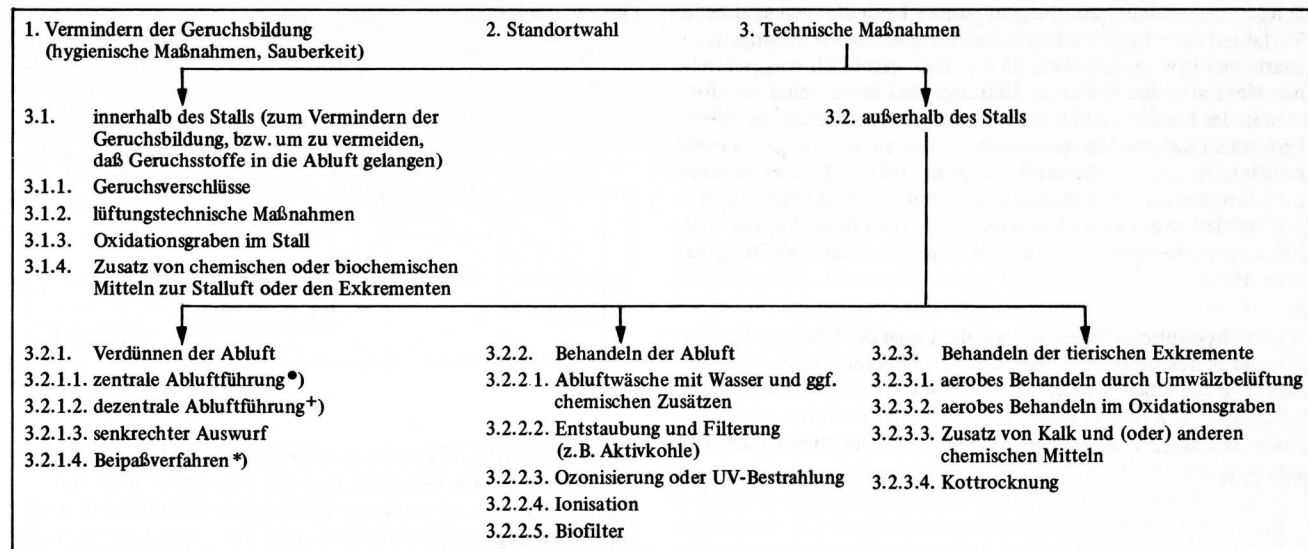 1. Vermindern der Geruchsbildung
(hygienische Maßnahmen, Sauberkeit)
2. Standortwahl
3. Technische Maßnahmen
3.1. innerhalb des Stalls (zum Vermindern der
Geruchsbildung, bzw. um zu vermeiden,
daß Geruchsstoffe in die Abluft gelangen)
3.1.1. Geruchsverschlüsse
3.1.2. lüftungstechnische Maßnahmen
3.1.3. Oxidationsgraben im Stall
3.1.4. Zusatz von chemischen oder biochemischen
Mitteln zur Stalluft oder den Exkrementen
3.2. außerhalb des Stalls
3.2.1. Verdünnen der Abluft
3.2.1.1. zentrale Abluftführung●)
3.2.1.2. dezentrale Abluftführung+)
3.2.1.3. senkrechter Auswurf
3.2.1.4. Beipaßverfahren *)
3.2.2. Behandeln der Abluft
3.2.2.1. Abluftwäsche mit Wasser und ggf.
chemischen Zusätzen
3.2.2.2. Entstaubung und Filterung
(z.B. Aktivkohle)
3.2.2.3. Ozonisierung oder UV-Bestrahlung
3.2.2.4. Ionisation
3.2.2.5. Biofilter
3.2.3. Behandeln der tierischen Exkremente
3.2.3.1. aerobes Behandeln durch Umwälzbelüftung
3.2.3.2. aerobes Behandeln im Oxidationsgraben
3.2.3.3. Zusatz von Kalk und (oder) anderen
chemischen Mitteln
3.2.3.4. Kottrocknung